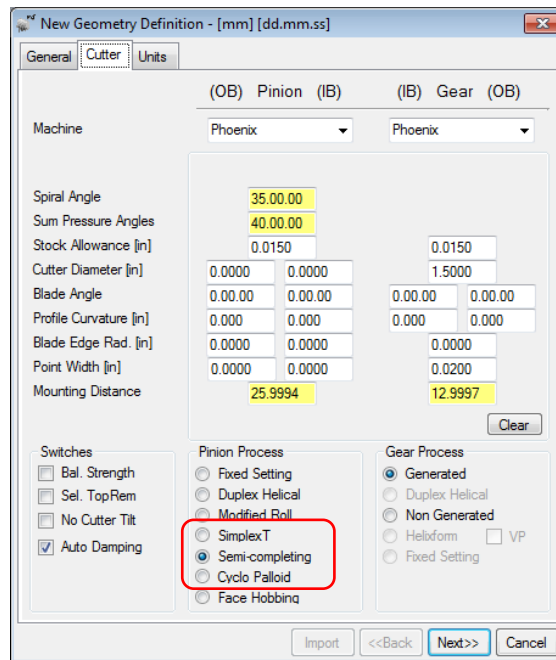 New Geometry Definition - [mm] [dd.mm.ss]
General Cutter Units
(OB) Pinion (IB) (IB) Gear (OB)
Machine Phoenix Phoenix
Spiral Angle 35.00.00
Sum Pressure Angles 40.00.00
Stock Allowance [in] 0.0150 0.0150
Cutter Diameter [in] 0.0000 0.0000 1.5000
Blade Angle 0.00.00 0.00.00 0.00.00 0.00.00
Profile Curvature [in] 0.000 0.000 0.000 0.000
Blade Edge Rad. [in] 0.0000 0.0000 0.0000
Point Width [in] 0.0000 0.0000 0.0200
Mounting Distance 25.9994 12.9997
Clear
Switches Pinion Process Gear Process
Bal. Strength Fixed Setting Generated
Sel. TopRem Duplex Helical Duplex Helical
No Cutter Tilt Modified Roll Non Generated
Auto Damping SimplexT Helixform VP
Semi-completing Fixed Setting
Cyclo Palloid
Face Hobbing
Import <<Back Next>> Cancel